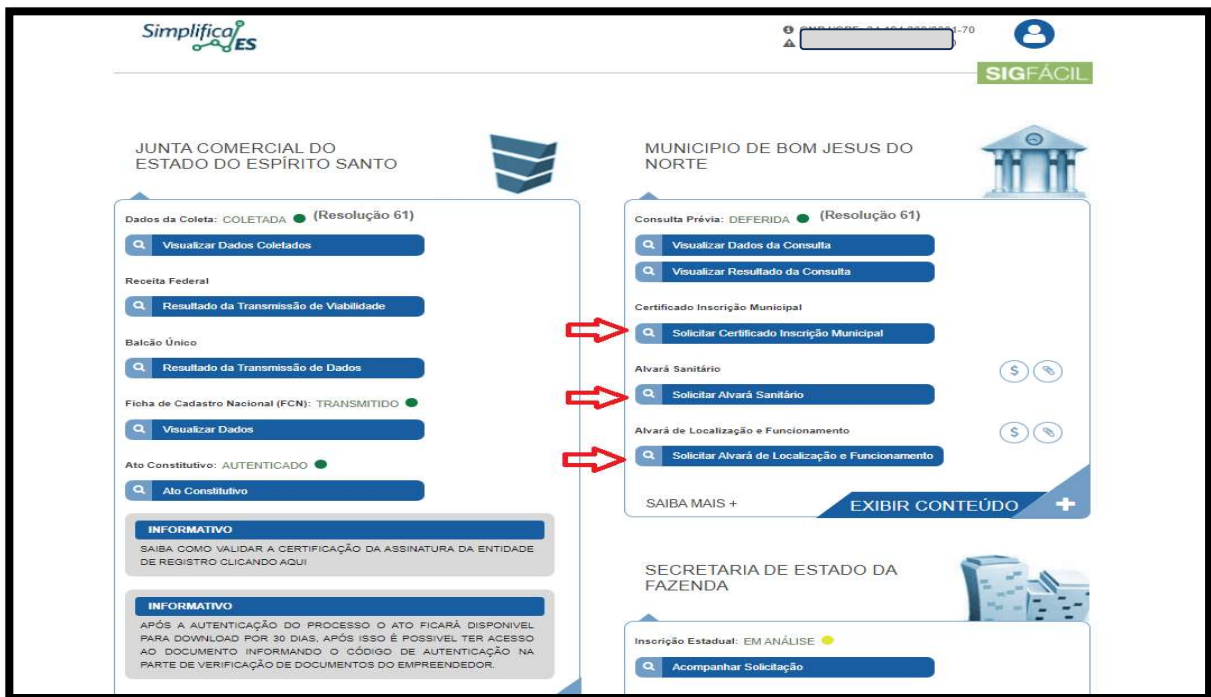 Simplifica ES
-70
SIGFÁCIL
JUNTA COMERCIAL DO
ESTADO DO ESPÍRITO SANTO
Dados da Coleta: COLETADA (Resolução 61)
Visualizar Dados Coletados
Receita Federal
Resultado da Transmissão de Viabilidade
Balcão Único
Resultado da Transmissão de Dados
Ficha de Cadastro Nacional (FCN): TRANSMITIDO
Visualizar Dados
Ato Constitutivo: AUTENTICADO
Ato Constitutivo
INFORMATIVO
SAIBA COMO VALIDAR A CERTIFICAÇÃO DA ASSINATURA DA ENTIDADE
DE REGISTRO CLICANDO AQUI
INFORMATIVO
APÓS A AUTENTICAÇÃO DO PROCESSO O ATO FICARÁ DISPONIVEL
PARA DOWNLOAD POR 30 DIAS, APÓS ISSO É POSSIVEL TER ACESSO
AO DOCUMENTO INFORMANDO O CÓDIGO DE AUTENTICAÇÃO NA
PARTE DE VERIFICAÇÃO DE DOCUMENTOS DO EMPREENDEDOR.
MUNICIPIO DE BOM JESUS DO
NORTE
Consulta Prévia: DEFERIDA (Resolução 61)
Visualizar Dados da Consulta
Visualizar Resultado da Consulta
Certificado Inscrição Municipal
Solicitar Certificado Inscrição Municipal
Alvará Sanitário
$
Solicitar Alvará Sanitário
Alvará de Localização e Funcionamento
$
Solicitar Alvará de Localização e Funcionamento
SAIBA MAIS +
EXIBIR CONTEÚDO +
SECRETARIA DE ESTADO DA
FAZENDA
Inscrição Estadual: EM ANÁLISE
Acompanhar Solicitação